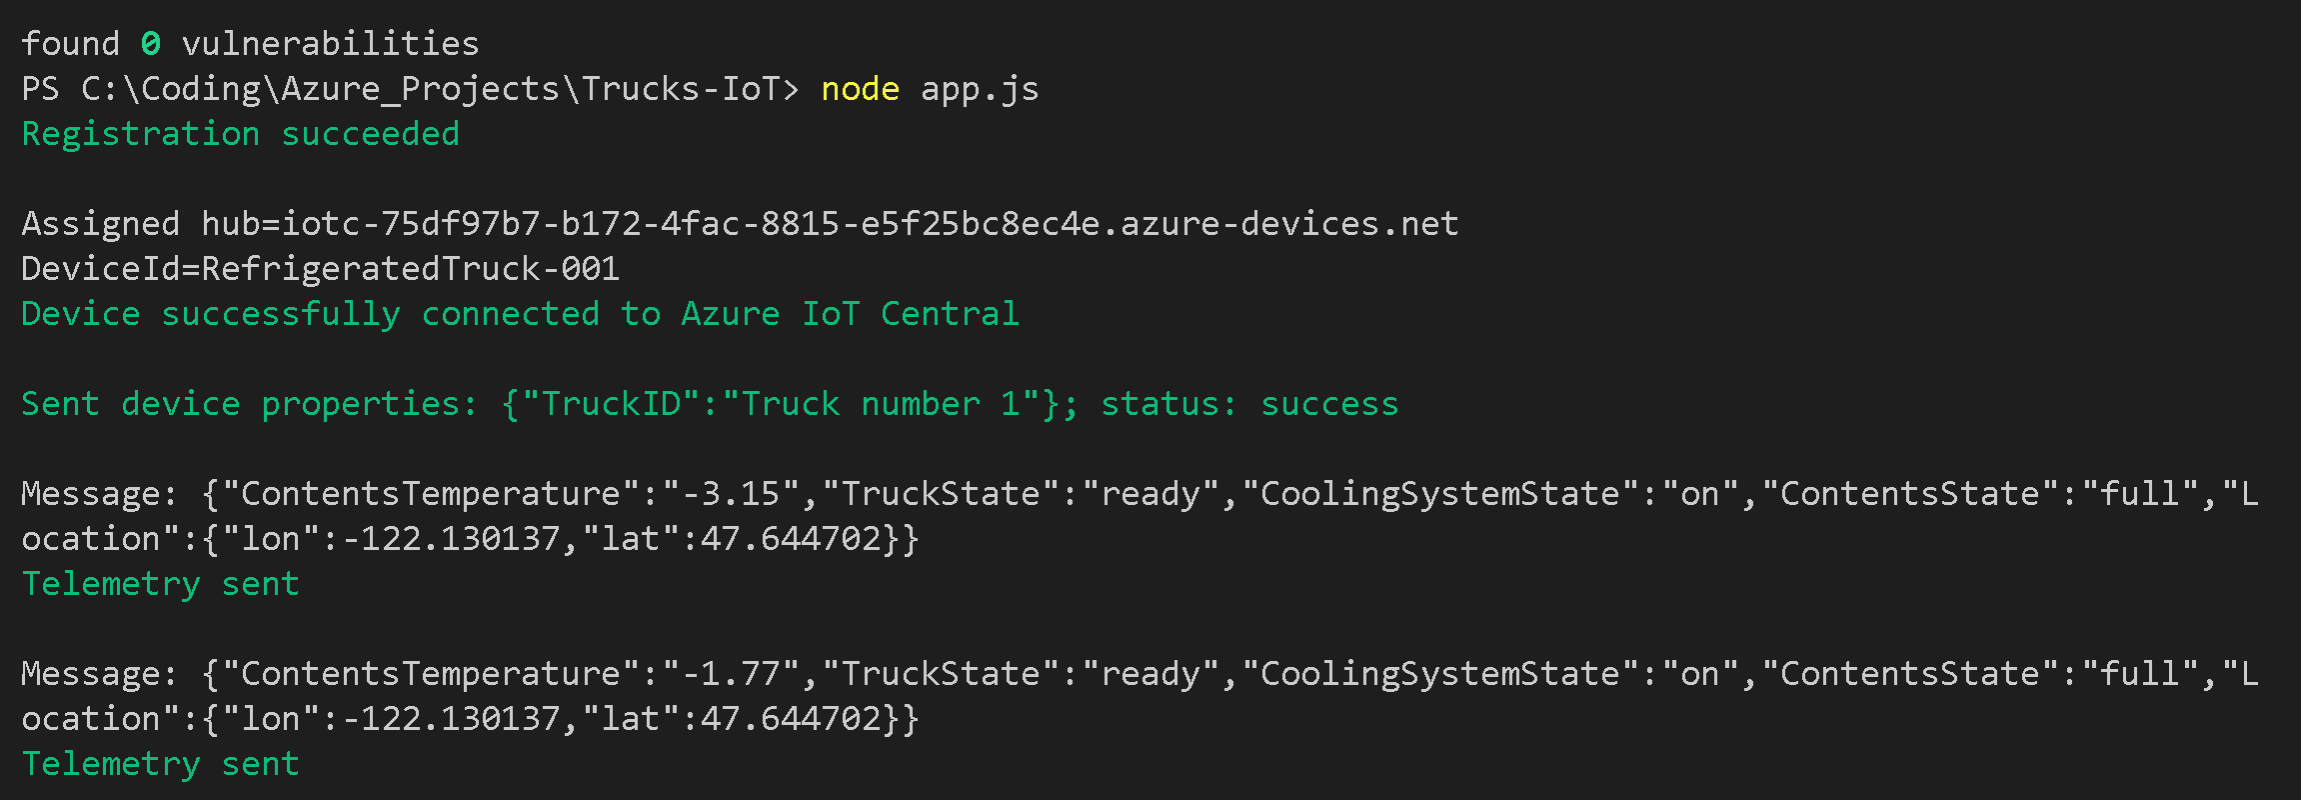 found 0 vulnerabilities
PS C:\Coding\Azure_Projects\Trucks-IoT> node app.js
Registration succeeded
Assigned hub=iotc-75df97b7-b172-4fac-8815-e5f25bc8ec4e.azure-devices.net
DeviceId=RefrigeratedTruck-001
Device successfully connected to Azure IoT Central
Sent device properties: {"TruckID":"Truck number 1"}; status: success
Message: {"ContentsTemperature":"-3.15","TruckState":"ready","CoolingSystemState":"on","ContentsState":"full","L
ocation":{"lon":-122.130137,"lat":47.644702}}
Telemetry sent
Message: {"ContentsTemperature":"-1.77","TruckState":"ready","CoolingSystemState":"on","ContentsState":"full","L
ocation":{"lon":-122.130137,"lat":47.644702}}
Telemetry sent